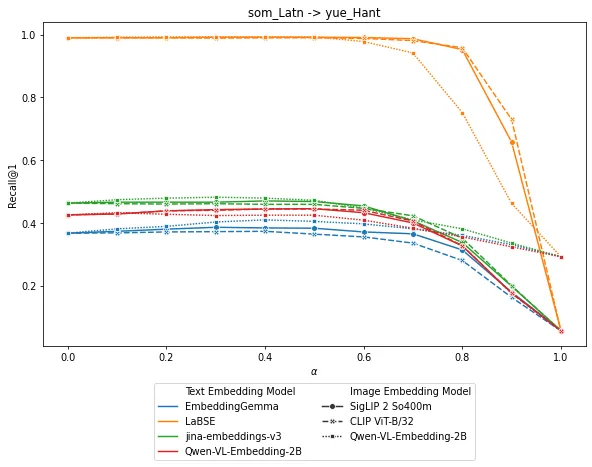 som_Latn -> yue_Hant
Recall@1
1.0
0.8
0.6
0.4
0.2
0.0 0.2 0.4 0.6 0.8 1.0
α
Text Embedding Model Image Embedding Model
EmbeddingGemma SigLIP 2 So400m
LaBSE CLIP ViT-B/32
jina-embeddings-v3 Qwen-VL-Embedding-2B
Qwen-VL-Embedding-2B